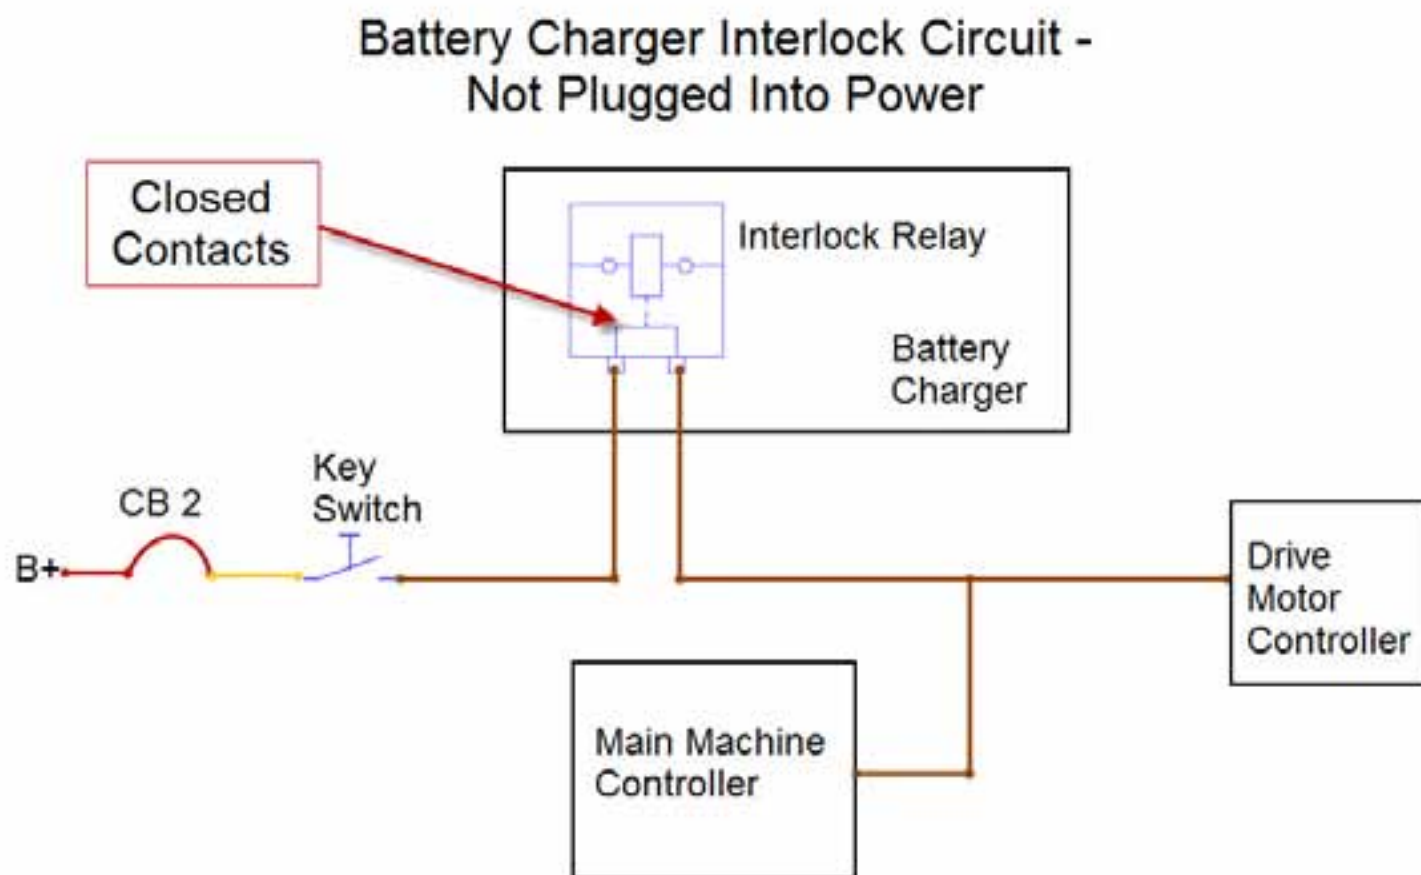 Battery Charger Interlock Circuit -
Not Plugged Into Power
Closed
Contacts
Interlock Relay
Battery
Charger
Key
Switch
CB 2
B+
Drive
Motor
Controller
Main Machine
Controller